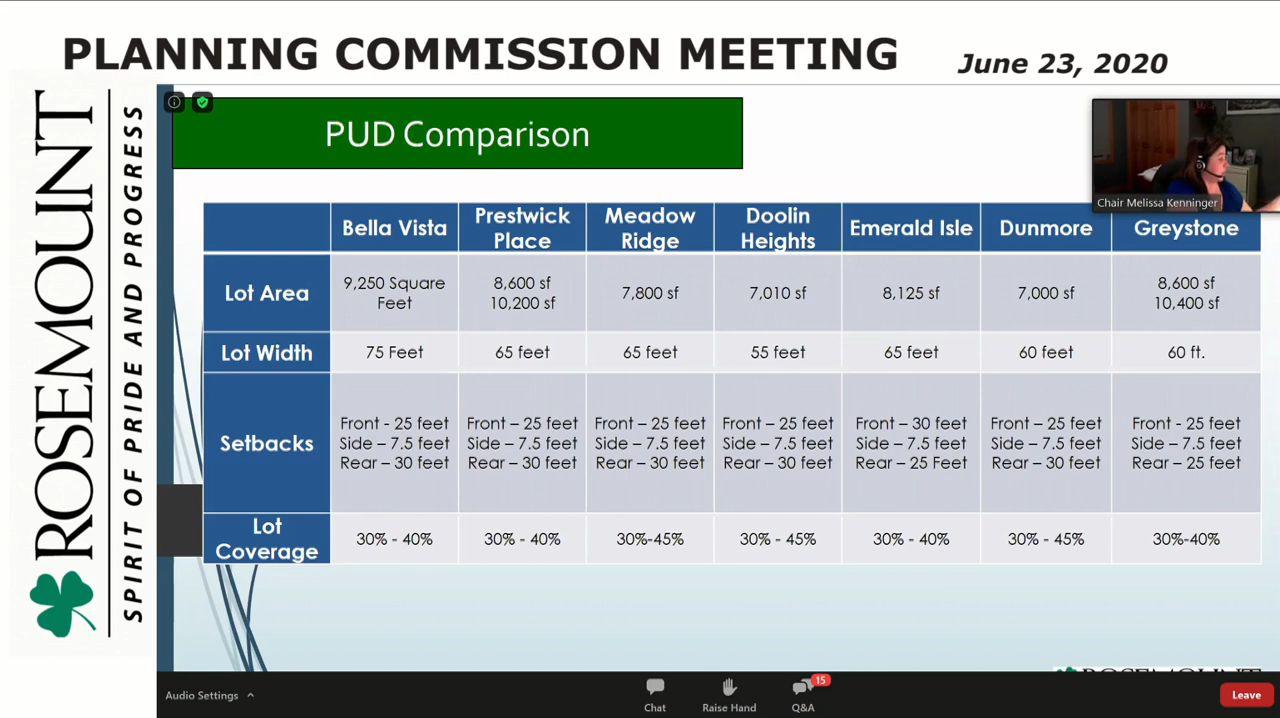 PLANNING COMMISSION MEETING
June 23, 2020
ROSEMOUNT
SPIRIT OF PRIDE AND PROGRESS
PUD Comparison
Chair Melissa Kenninger
Bella Vista
Prestwick
Place
Meadow
Ridge
Doolin
Heights
Emerald Isle
Dunmore
Greystone
Lot Area
9,250 Square
Feet
8,600 sf
10,200 sf
7,800 sf
7,010 sf
8,125 sf
7,000 sf
8,600 sf
10,400 sf
Lot Width
75 Feet
65 feet
65 feet
55 feet
65 feet
60 feet
60 ft.
Setbacks
Front - 25 feet
Side – 7.5 feet
Rear – 30 feet
Front – 25 feet
Side – 7.5 feet
Rear – 30 feet
Front – 25 feet
Side – 7.5 feet
Rear – 30 feet
Front – 25 feet
Side – 7.5 feet
Rear – 30 feet
Front – 30 feet
Side – 7.5 feet
Rear – 25 Feet
Front – 25 feet
Side – 7.5 feet
Rear – 30 feet
Front - 25 feet
Side – 7.5 feet
Rear – 25 feet
Lot
Coverage
30% - 40%
30% - 40%
30%-45%
30% - 45%
30% - 40%
30% - 45%
30%-40%
ROSEMOUNT
Audio Settings
Chat
Raise Hand
15
Q&A
Leave